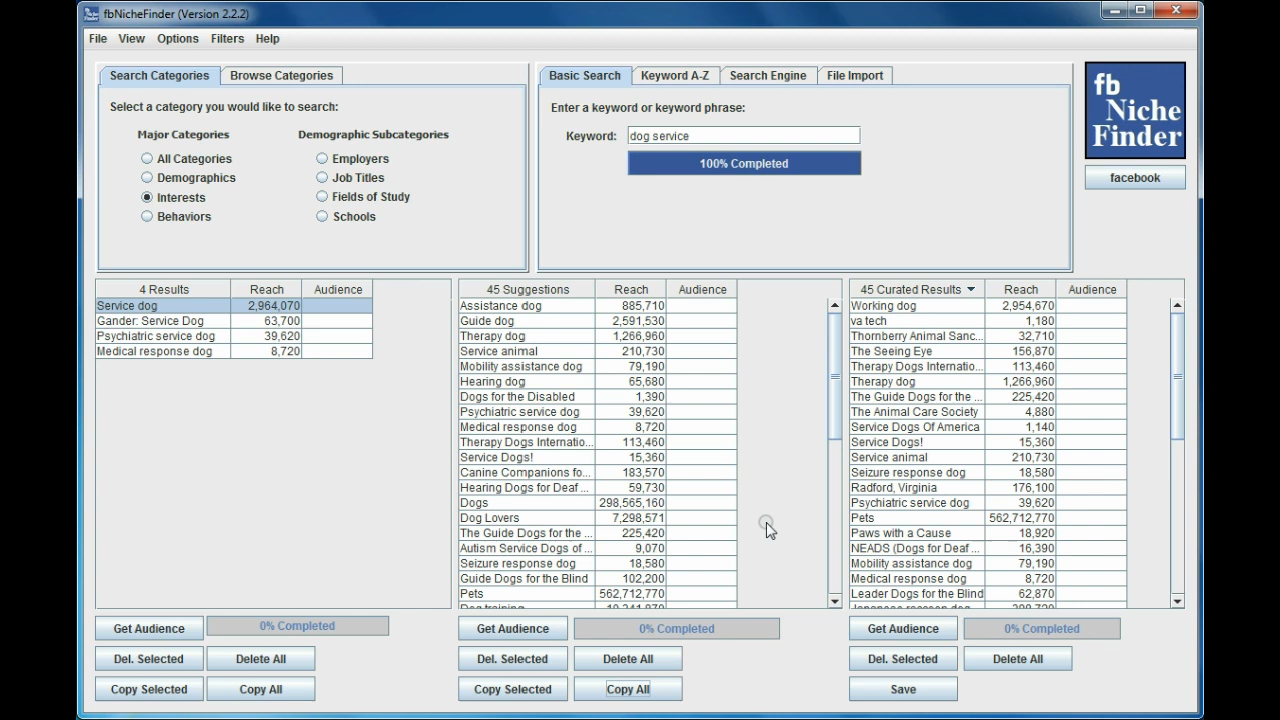 fbNicheFinder (Version 2.2.2)
File View Options Filters Help
Search Categories Browse Categories
Select a category you would like to search:
Major Categories Demographic Subcategories
All Categories Employers
Demographics Job Titles
Interests Fields of Study
Behaviors Schools
Basic Search Keyword A-Z Search Engine File Import
Enter a keyword or keyword phrase:
Keyword: dog service
100% Completed
fb
Niche
Finder
facebook
4 Results Reach Audience
Service dog 2,964,070
Gander: Service Dog 63,700
Psychiatric service dog 39,620
Medical response dog 8,720
Get Audience 0% Completed
Del. Selected Delete All
Copy Selected Copy All
45 Suggestions Reach Audience
Assistance dog 885,710
Guide dog 2,591,530
Therapy dog 1,266,960
Service animal 210,730
Mobility assistance dog 79,190
Hearing dog 65,680
Dogs for the Disabled 1,390
Psychiatric service dog 39,620
Medical response dog 8,720
Therapy Dogs Internatio... 113,460
Service Dogs! 15,360
Canine Companions fo... 183,570
Hearing Dogs for Deaf ... 59,730
Dogs 298,565,160
Dog Lovers 7,298,571
The Guide Dogs for the ... 225,420
Autism Service Dogs of ... 9,070
Seizure response dog 18,580
Guide Dogs for the Blind 102,200
Pets 562,712,770
Get Audience 0% Completed
Del. Selected Delete All
Copy Selected Copy All
45 Curated Results Reach Audience
Working dog 2,954,670
va tech 1,180
Thornberry Animal Sanc... 32,710
The Seeing Eye 156,870
Therapy Dogs Internatio... 113,460
Therapy dog 1,266,960
The Guide Dogs for the ... 225,420
The Animal Care Society 4,880
Service Dogs Of America 1,140
Service Dogs! 15,360
Service animal 210,730
Seizure response dog 18,580
Radford, Virginia 176,100
Psychiatric service dog 39,620
Pets 562,712,770
Paws with a Cause 18,920
NEADS (Dogs for Deaf ... 16,390
Mobility assistance dog 79,190
Medical response dog 8,720
Leader Dogs for the Blind 62,870
Get Audience 0% Completed
Del. Selected Delete All
Save